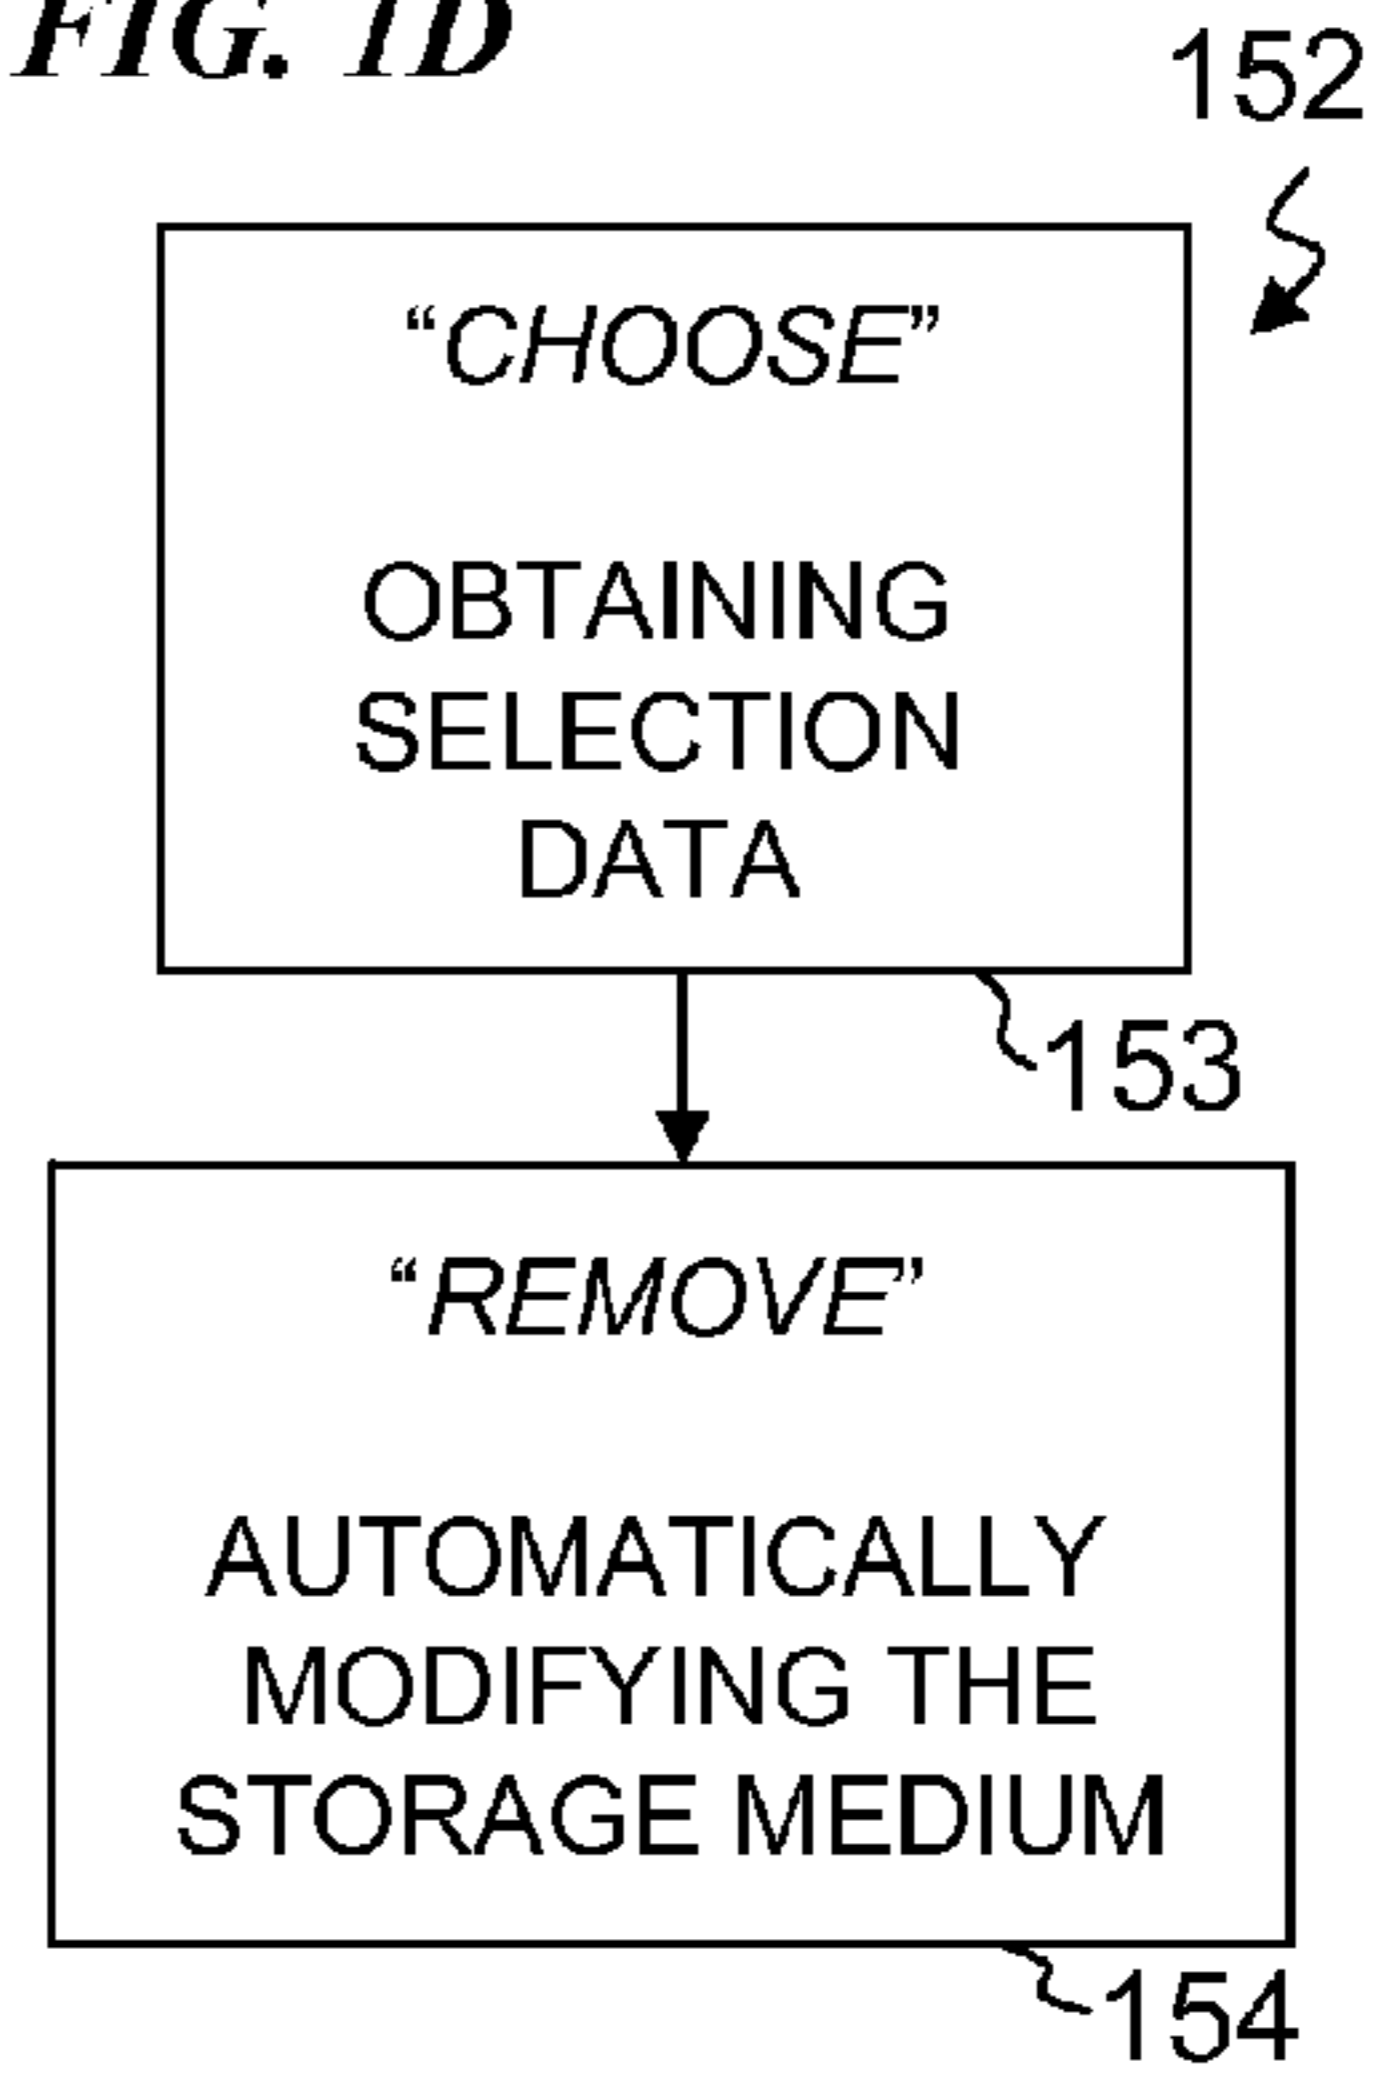 FIG. 1D
152
“CHOOSE”
OBTAINING
SELECTION
DATA
153
“REMOVE”
AUTOMATICALLY
MODIFYING THE
STORAGE MEDIUM
154